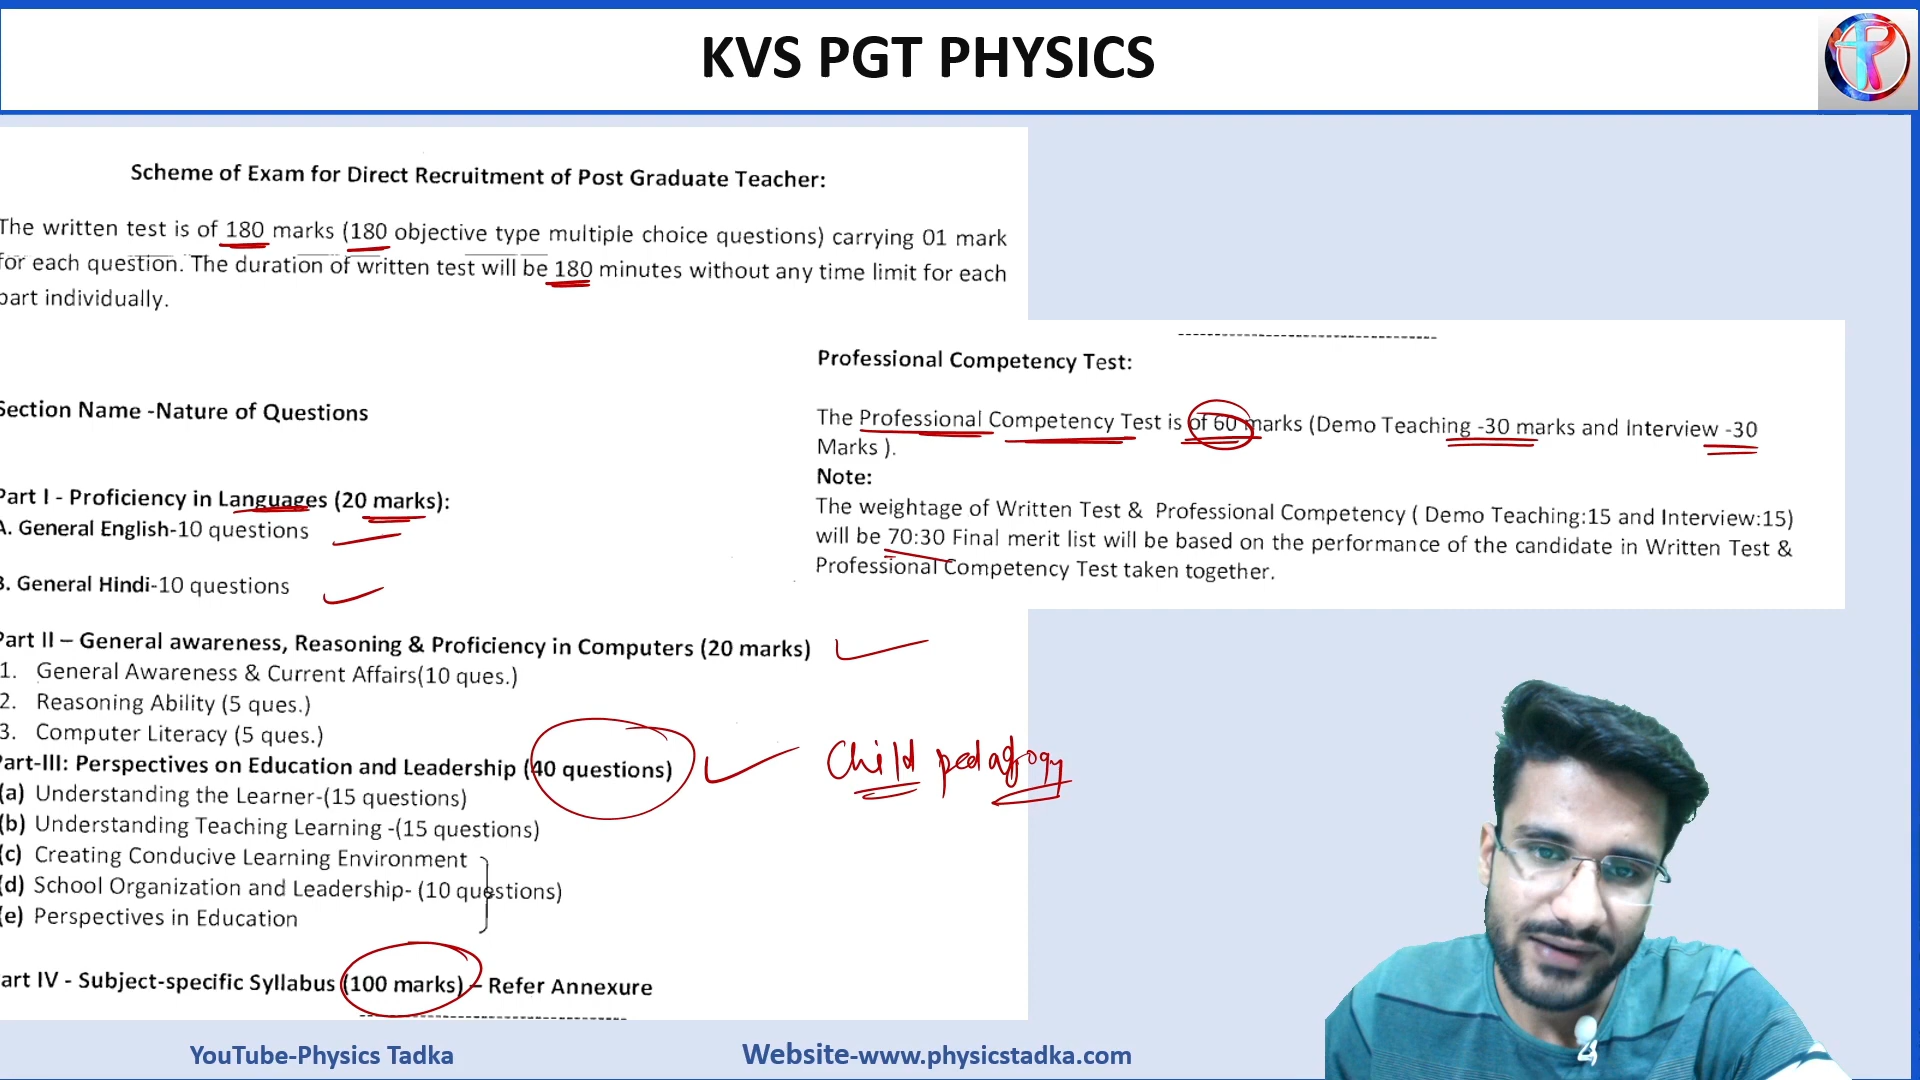 KVS PGT PHYSICS
Scheme of Exam for Direct Recruitment of Post Graduate Teacher:
The written test is of 180 marks (180 objective type multiple choice questions) carrying 01 mark
for each question. The duration of written test will be 180 minutes without any time limit for each
part individually.
Section Name -Nature of Questions
Part I - Proficiency in Languages (20 marks):
A. General English-10 questions
B. General Hindi-10 questions
Part II – General awareness, Reasoning & Proficiency in Computers (20 marks)
1. General Awareness & Current Affairs(10 ques.)
2. Reasoning Ability (5 ques.)
3. Computer Literacy (5 ques.)
Part-III: Perspectives on Education and Leadership (40 questions)
(a) Understanding the Learner-(15 questions)
(b) Understanding Teaching Learning -(15 questions)
(c) Creating Conducive Learning Environment
(d) School Organization and Leadership- (10 questions)
(e) Perspectives in Education
art IV - Subject-specific Syllabus (100 marks) – Refer Annexure
Professional Competency Test:
The Professional Competency Test is of 60 marks (Demo Teaching -30 marks and Interview -30
Marks ).
Note:
The weightage of Written Test & Professional Competency ( Demo Teaching:15 and Interview:15)
will be 70:30 Final merit list will be based on the performance of the candidate in Written Test &
Professional Competency Test taken together.
Child pedagogy
YouTube-Physics Tadka
Website-www.physicstadka.com